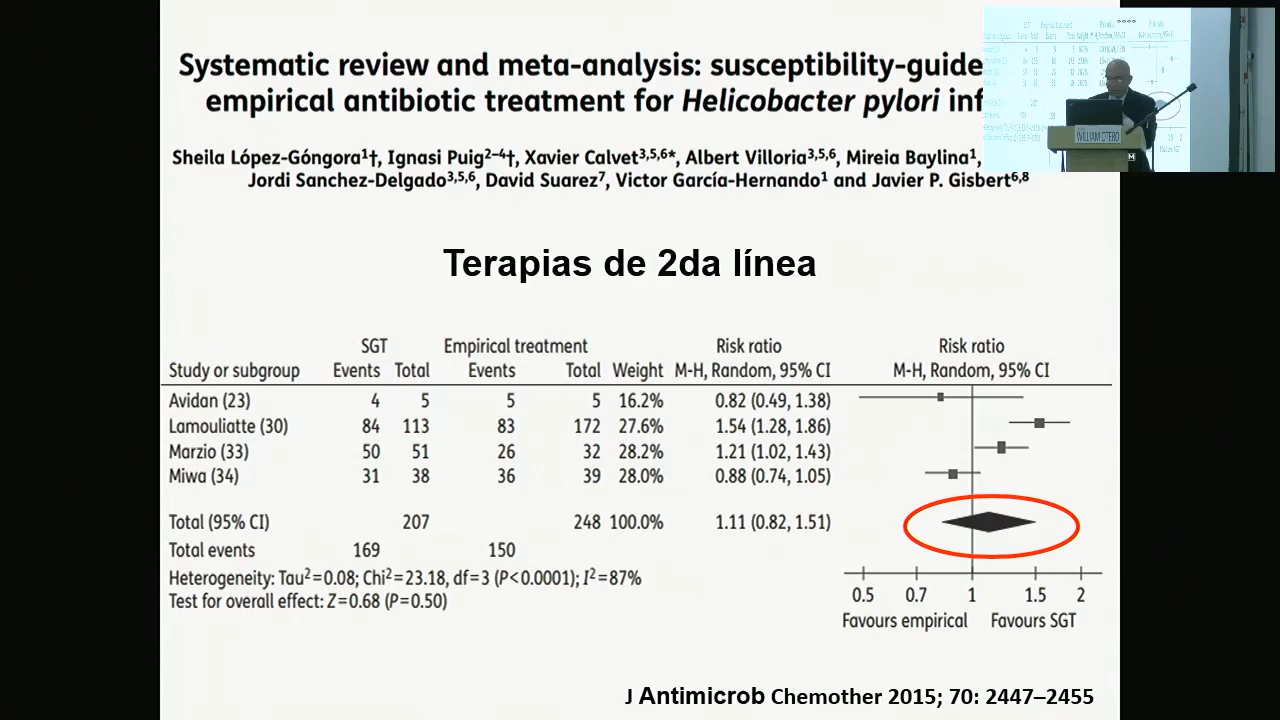 Systematic review and meta-analysis: susceptibility-guide
empirical antibiotic treatment for Helicobacter pylori inf
Sheila López-Góngora¹†, Ignasi Puig²⁻⁴†, Xavier Calvet³,⁵,⁶*, Albert Villoria³,⁵,⁶, Mireia Baylina¹,
Jordi Sanchez-Delgado³,⁵,⁶, David Suarez⁷, Victor García-Hernando¹ and Javier P. Gisbert⁶,⁸
WILLIAM OTERO
Terapias de 2da línea
SGT Empirical treatment Risk ratio Risk ratio
Study or subgroup Events Total Events Total Weight M-H, Random, 95% CI M-H, Random, 95% CI
Avidan (23) 4 5 5 5 16.2% 0.82 (0.49, 1.38)
Lamouliatte (30) 84 113 83 172 27.6% 1.54 (1.28, 1.86)
Marzio (33) 50 51 26 32 28.2% 1.21 (1.02, 1.43)
Miwa (34) 31 38 36 39 28.0% 0.88 (0.74, 1.05)
Total (95% CI) 207 248 100.0% 1.11 (0.82, 1.51)
Total events 169 150
Heterogeneity: Tau²=0.08; Chi²=23.18, df=3 (P<0.0001); I²=87%
Test for overall effect: Z=0.68 (P=0.50)
0.5 0.7 1 1.5 2
Favours empirical Favours SGT
J Antimicrob Chemother 2015; 70: 2447–2455